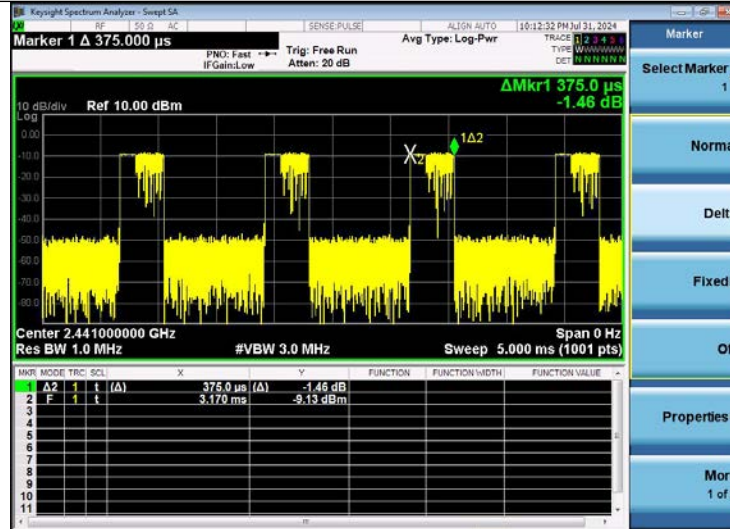 Keysight Spectrum Analyzer - Swept SA
RF 50 Ω AC SENSE:PULSE ALIGN AUTO 10:12:32 PM Jul 31, 2024
Marker 1 Δ 375.000 µs
PNO: Fast
IFGain:Low
Trig: Free Run
Atten: 20 dB
Avg Type: Log-Pwr
TRACE 1 2 3 4 5 6
TYPE WWWWWW
DET N N N N N N
ΔMkr1 375.0 µs
-1.46 dB
10 dB/div Ref 10.00 dBm
Log
0.00
-10.0
-20.0
-30.0
-40.0
-50.0
-60.0
-70.0
-80.0
X2
1Δ2
Center 2.441000000 GHz Span 0 Hz
Res BW 1.0 MHz #VBW 3.0 MHz Sweep 5.000 ms (1001 pts)
MKR MODE TRC SCL X Y FUNCTION FUNCTION WIDTH FUNCTION VALUE
1 Δ2 1 t (Δ) 375.0 µs (Δ) -1.46 dB
2 F 1 t 3.170 ms -9.13 dBm
3
4
5
6
7
8
9
10
11
Marker
Select Marker
1
Norma
Delt
Fixed
Of
Properties
Mor
1 of